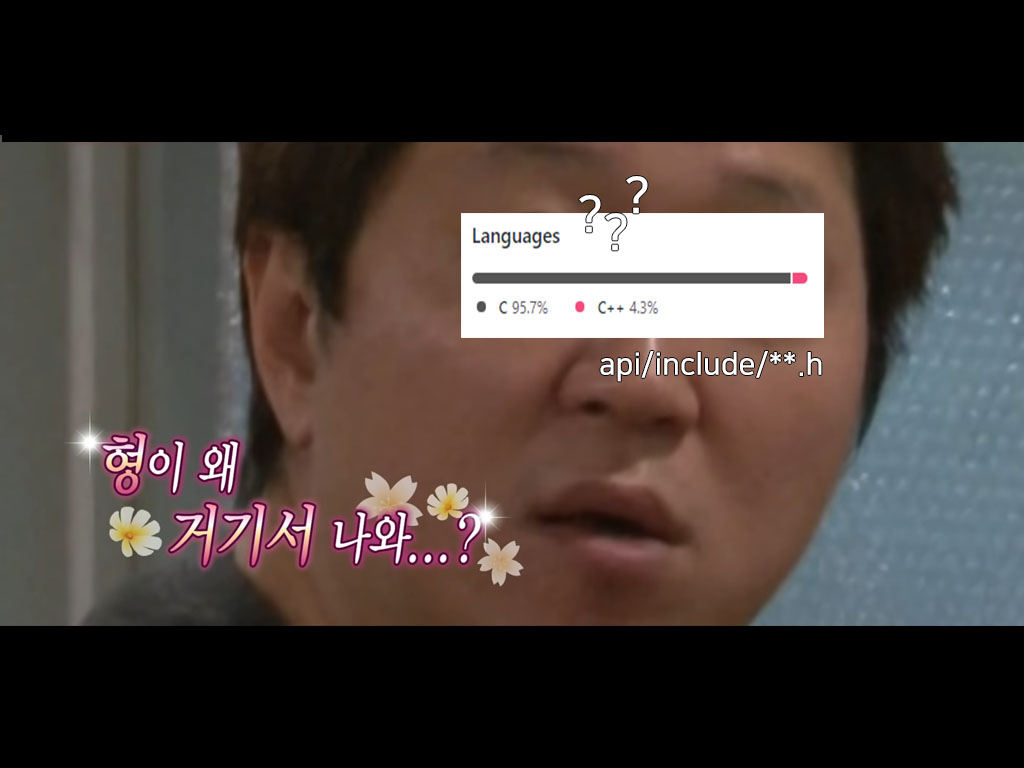 ?
?
?
Languages
C 95.7% C++ 4.3%
api/include/**.h
형이 왜
거기서 나와...?